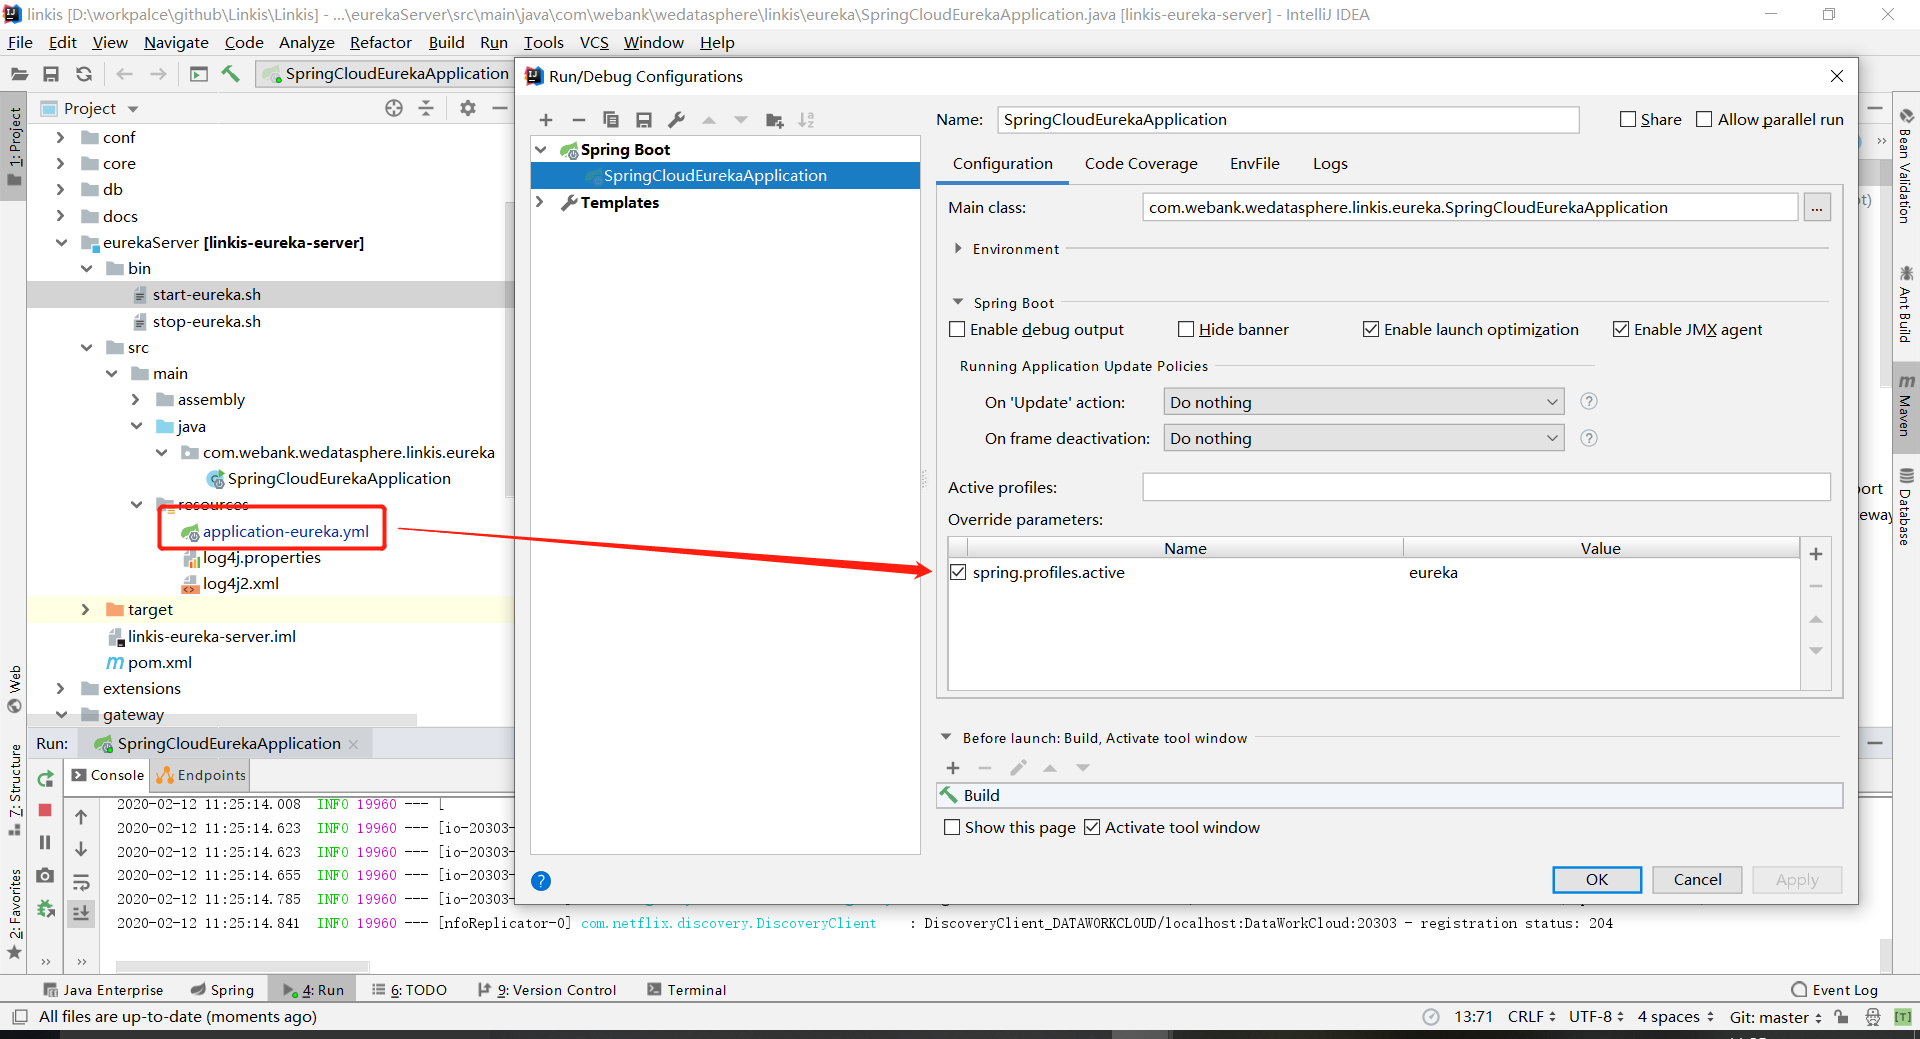 linkis [D:\workpalce\github\Linkis\Linkis] - ...\eurekaServer\src\main\java\com\webank\wedatasphere\linkis\eureka\SpringCloudEurekaApplication.java [linkis-eureka-server] - IntelliJ IDEA
File Edit View Navigate Code Analyze Refactor Build Run Tools VCS Window Help
SpringCloudEurekaApplication
Project
conf
core
db
docs
eurekaServer [linkis-eureka-server]
bin
start-eureka.sh
stop-eureka.sh
src
main
assembly
java
com.webank.wedatasphere.linkis.eureka
SpringCloudEurekaApplication
resources
application-eureka.yml
log4j.properties
log4j2.xml
target
linkis-eureka-server.iml
pom.xml
extensions
gateway
1: Project
Web
7: Structure
2: Favorites
Run/Debug Configurations
Spring Boot
SpringCloudEurekaApplication
Templates
Name: SpringCloudEurekaApplication Share Allow parallel run
Configuration Code Coverage EnvFile Logs
Main class: com.webank.wedatasphere.linkis.eureka.SpringCloudEurekaApplication ...
Environment
Spring Boot
Enable debug output Hide banner Enable launch optimization Enable JMX agent
Running Application Update Policies
On 'Update' action: Do nothing
On frame deactivation: Do nothing
Active profiles:
Override parameters:
Name Value
spring.profiles.active eureka
Before launch: Build, Activate tool window
Build
Show this page Activate tool window
OK Cancel Apply
Bean Validation
Ant Build
Maven
Database
Run: SpringCloudEurekaApplication
Console Endpoints
2020-02-12 11:25:14.008 INFO 19960 --- [
2020-02-12 11:25:14.623 INFO 19960 --- [io-20303-
2020-02-12 11:25:14.623 INFO 19960 --- [io-20303-
2020-02-12 11:25:14.655 INFO 19960 --- [io-20303-
2020-02-12 11:25:14.785 INFO 19960 --- [io-20303-
2020-02-12 11:25:14.841 INFO 19960 --- [nfoReplicator-0] com.netflix.discovery.DiscoveryClient : DiscoveryClient_DATAWORKCLOUD/localhost:DataWorkCloud:20303 - registration status: 204
Java Enterprise Spring 4: Run 6: TODO 9: Version Control Terminal Event Log
All files are up-to-date (moments ago) 13:71 CRLF UTF-8 4 spaces Git: master [T]